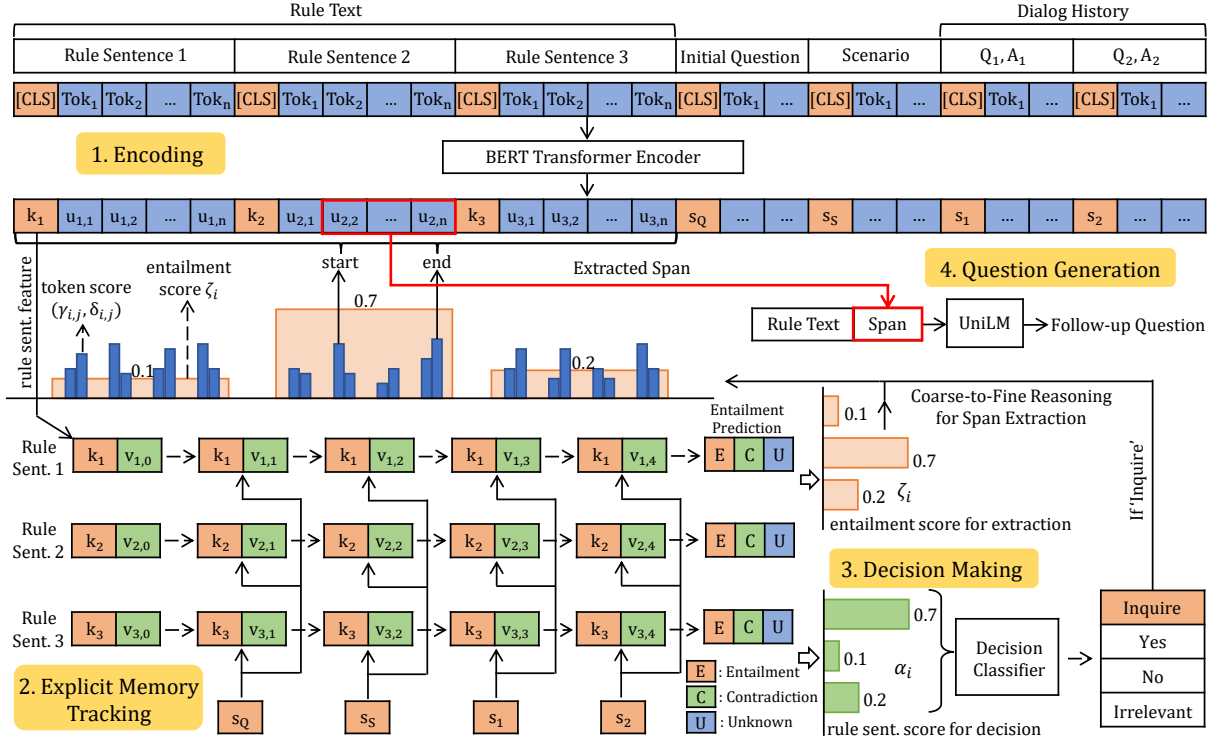 Rule Text
Dialog History
Rule Sentence 1 Rule Sentence 2 Rule Sentence 3 Initial Question Scenario Q₁, A₁ Q₂, A₂
[CLS] Tok₁ Tok₂ ... Tokₙ [CLS] Tok₁ Tok₂ ... Tokₙ [CLS] Tok₁ Tok₂ ... Tokₙ [CLS] Tok₁ ... [CLS] Tok₁ ... [CLS] Tok₁ ... [CLS] Tok₁ ...
1. Encoding
BERT Transformer Encoder
k₁ u₁,₁ u₁,₂ ... u₁,ₙ k₂ u₂,₁ u₂,₂ ... u₂,ₙ k₃ u₃,₁ u₃,₂ ... u₃,ₙ s_Q ... ... s_S ... ... s₁ ... ... s₂ ... ...
rule sent. feature
token score
(γᵢ,ⱼ, δᵢ,ⱼ)
entailment
score ζᵢ
start
end
Extracted Span
4. Question Generation
0.1
0.7
0.2
Rule Text Span UniLM Follow-up Question
Coarse-to-Fine Reasoning
for Span Extraction
If 'Inquire'
Entailment
Prediction
Rule
Sent. 1
k₁ v₁,₀ k₁ v₁,₁ k₁ v₁,₂ k₁ v₁,₃ k₁ v₁,₄ E C U
0.1
0.7
0.2
ζᵢ
entailment score for extraction
Rule
Sent. 2
k₂ v₂,₀ k₂ v₂,₁ k₂ v₂,₂ k₂ v₂,₃ k₂ v₂,₄ E C U
Rule
Sent. 3
k₃ v₃,₀ k₃ v₃,₁ k₃ v₃,₂ k₃ v₃,₃ k₃ v₃,₄ E C U
3. Decision Making
0.7
0.1
0.2
αᵢ
rule sent. score for decision
Decision
Classifier
Inquire
Yes
No
Irrelevant
2. Explicit Memory
Tracking
s_Q s_S s₁ s₂
E : Entailment
C : Contradiction
U : Unknown